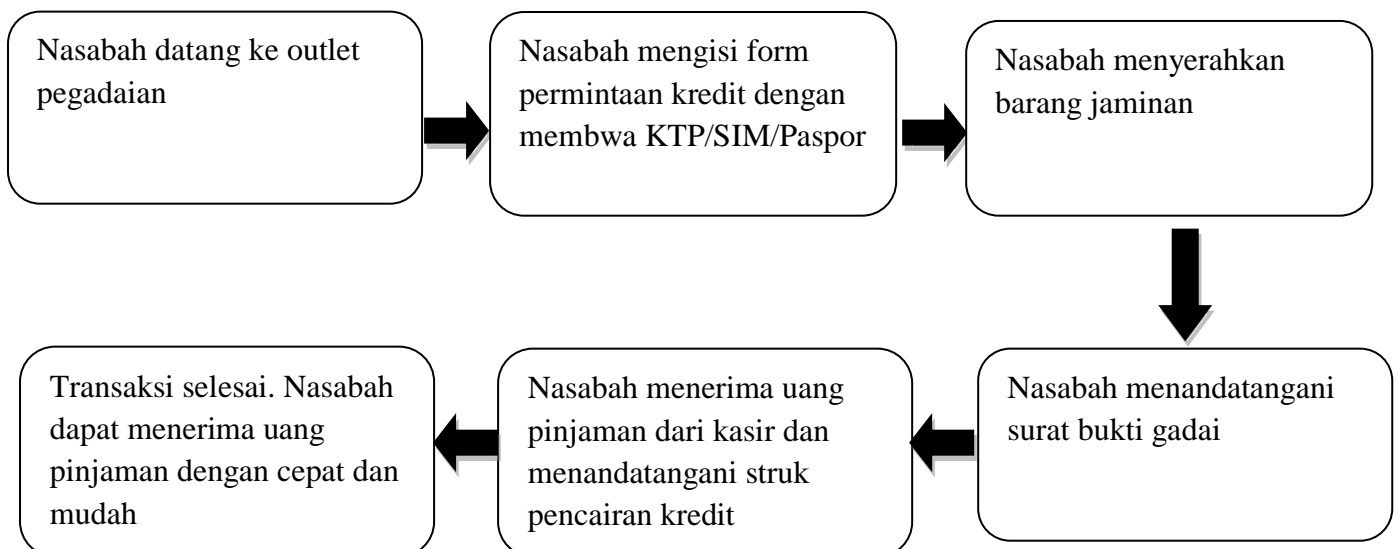 Nasabah datang ke outlet
pegadaian
Nasabah mengisi form
permintaan kredit dengan
membwa KTP/SIM/Paspor
Nasabah menyerahkan
barang jaminan
Nasabah menandatangani
surat bukti gadai
Nasabah menerima uang
pinjaman dari kasir dan
menandatangani struk
pencairan kredit
Transaksi selesai. Nasabah
dapat menerima uang
pinjaman dengan cepat dan
mudah